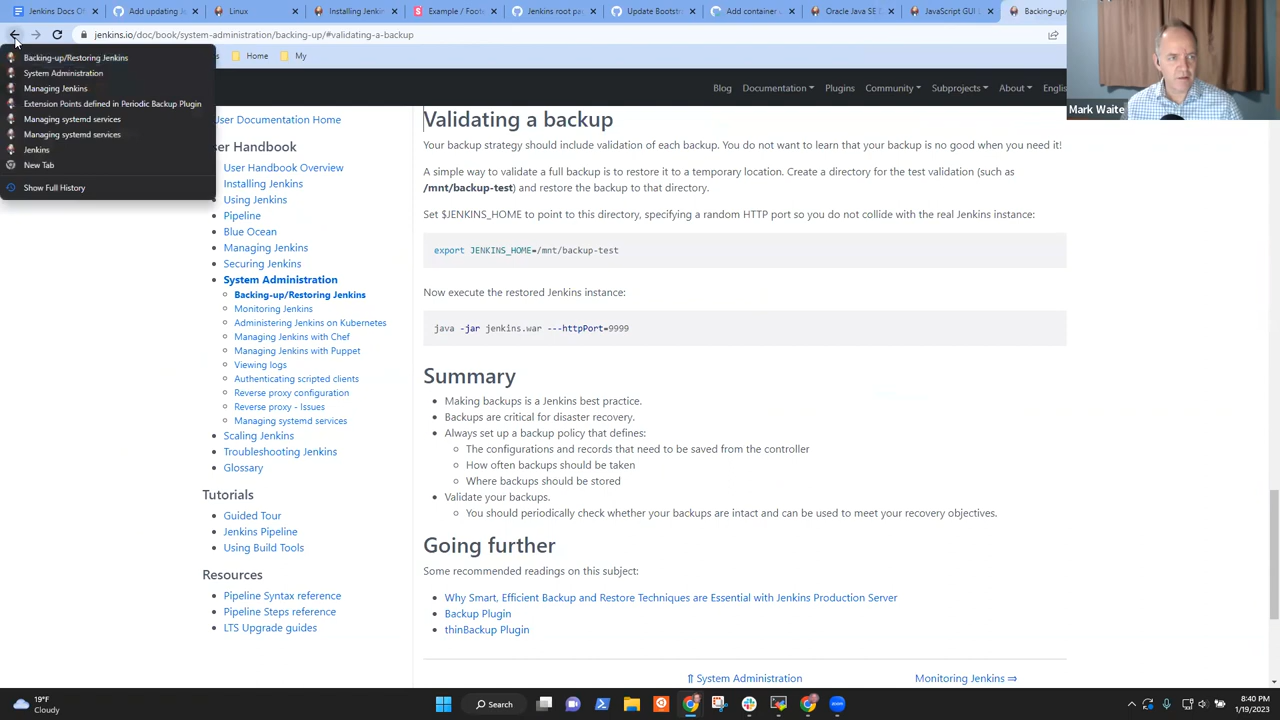 Jenkins Docs Of
Add updating J
Linux
Installing Jenkins
Example / Foote
Jenkins root pac
Update Bootstra
Add container a
Oracle Java SE D
JavaScript GUI S
Backing-up/
jenkins.io/doc/book/system-administration/backing-up/#validating-a-backup
Home
My
Backing-up/Restoring Jenkins
System Administration
Managing Jenkins
Extension Points defined in Periodic Backup Plugin
Managing systemd services
Managing systemd services
Jenkins
New Tab
Show Full History
Blog
Documentation
Plugins
Community
Subprojects
About
Englis
Mark Waite
User Documentation Home
User Handbook
User Handbook Overview
Installing Jenkins
Using Jenkins
Pipeline
Blue Ocean
Managing Jenkins
Securing Jenkins
System Administration
Backing-up/Restoring Jenkins
Monitoring Jenkins
Administering Jenkins on Kubernetes
Managing Jenkins with Chef
Managing Jenkins with Puppet
Viewing logs
Authenticating scripted clients
Reverse proxy configuration
Reverse proxy - Issues
Managing systemd services
Scaling Jenkins
Troubleshooting Jenkins
Glossary
Tutorials
Guided Tour
Jenkins Pipeline
Using Build Tools
Resources
Pipeline Syntax reference
Pipeline Steps reference
LTS Upgrade guides
Validating a backup
Your backup strategy should include validation of each backup. You do not want to learn that your backup is no good when you need it!
A simple way to validate a full backup is to restore it to a temporary location. Create a directory for the test validation (such as
/mnt/backup-test) and restore the backup to that directory.
Set $JENKINS_HOME to point to this directory, specifying a random HTTP port so you do not collide with the real Jenkins instance:
export JENKINS_HOME=/mnt/backup-test
Now execute the restored Jenkins instance:
java -jar jenkins.war ---httpPort=9999
Summary
Making backups is a Jenkins best practice.
Backups are critical for disaster recovery.
Always set up a backup policy that defines:
The configurations and records that need to be saved from the controller
How often backups should be taken
Where backups should be stored
Validate your backups.
You should periodically check whether your backups are intact and can be used to meet your recovery objectives.
Going further
Some recommended readings on this subject:
Why Smart, Efficient Backup and Restore Techniques are Essential with Jenkins Production Server
Backup Plugin
thinBackup Plugin
⇑ System Administration
Monitoring Jenkins ⇒
19°F
Cloudy
Search
8:40 PM
1/19/2023